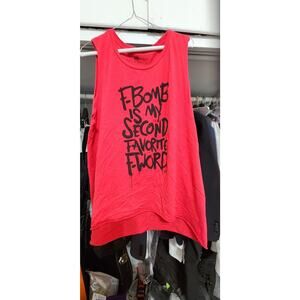 F-BOMB
IS MY
SECOND
FAVORITE
F-WORD